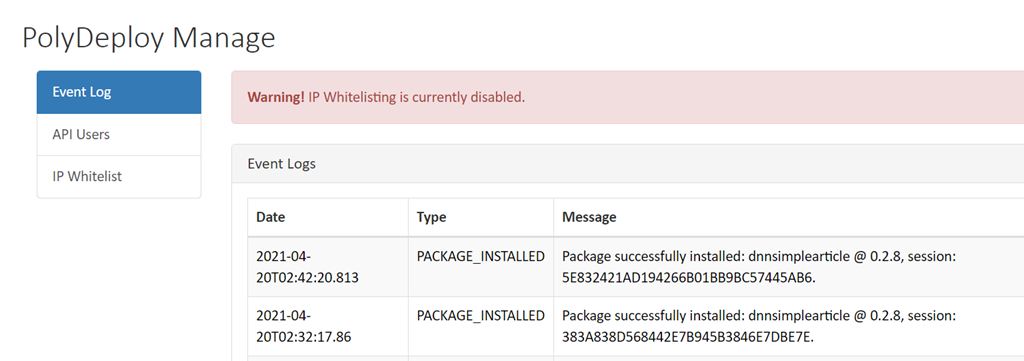 PolyDeploy Manage
Event Log
API Users
IP Whitelist
Warning! IP Whitelisting is currently disabled.
Event Logs
Date Type Message
2021-04-
20T02:42:20.813
PACKAGE_INSTALLED
Package successfully installed: dnnsimplearticle @ 0.2.8, session:
5E832421AD194266B01BB9BC57445AB6.
2021-04-
20T02:32:17.86
PACKAGE_INSTALLED
Package successfully installed: dnnsimplearticle @ 0.2.8, session:
383A838D568442E7B945B3846E7DBE7E.